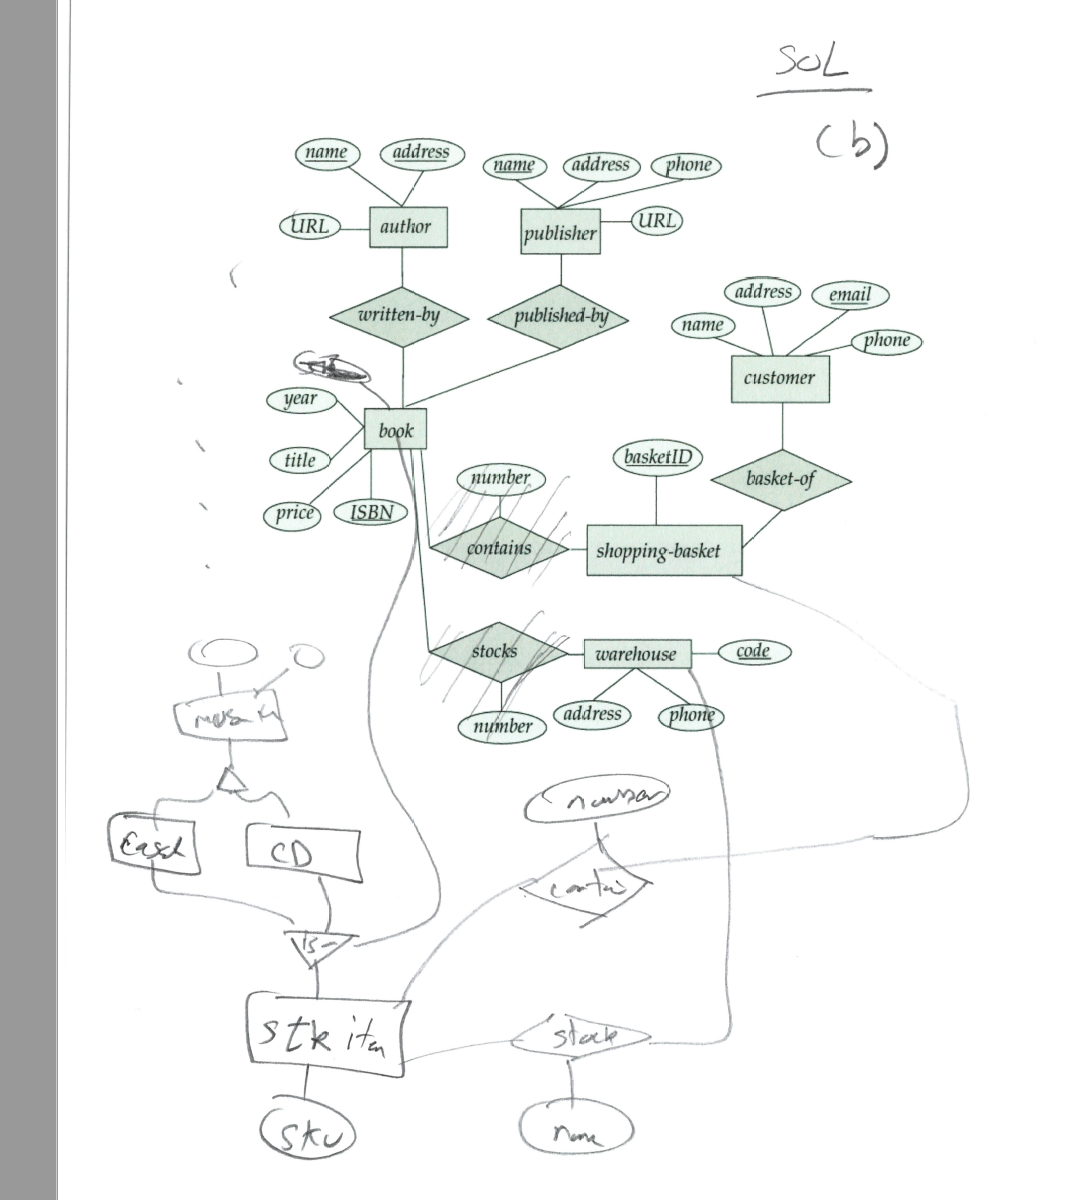 SOL
(b)
name
address
name
address
phone
URL
author
publisher
URL
written-by
published-by
address
email
name
phone
customer
year
book
title
price
ISBN
number
basketID
basket-of
contains
shopping-basket
stocks
warehouse
code
number
address
phone
number
CD
contai
is-
stk item
stock
sku